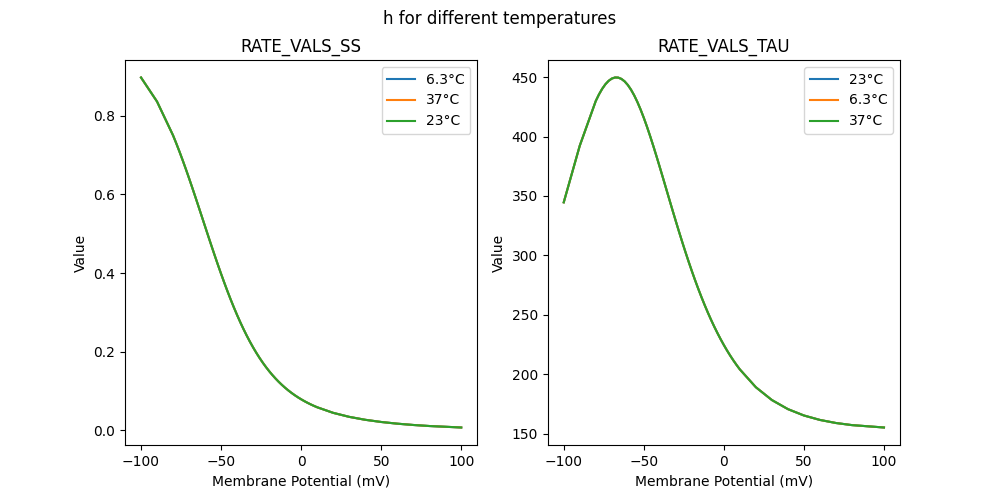 h for different temperatures
RATE_VALS_SS
0.8
0.6
0.4
0.2
0.0
Value
−100
−50
0
50
100
Membrane Potential (mV)
6.3°C
37°C
23°C
RATE_VALS_TAU
450
400
350
300
250
200
150
Value
−100
−50
0
50
100
Membrane Potential (mV)
23°C
6.3°C
37°C